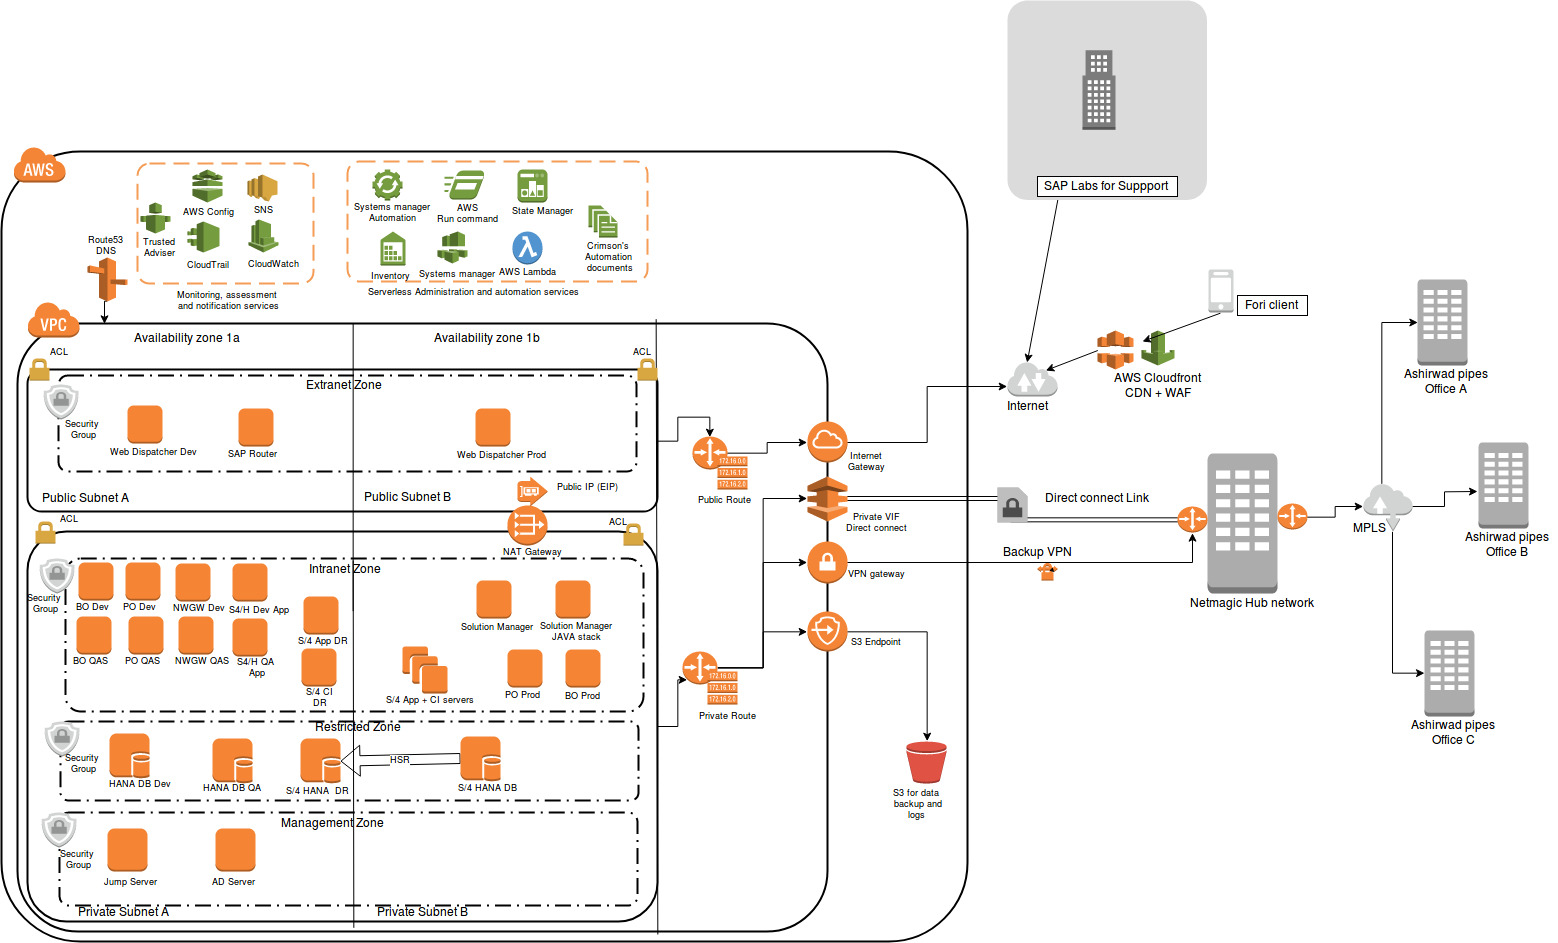 SAP Labs for Suppport
AWS
AWS Config
SNS
Trusted
Adviser
CloudTrail
CloudWatch
Monitoring, assessment
and notification services
Systems manager
Automation
AWS
Run command
State Manager
Inventory
Systems manager
AWS Lambda
Crimson's
Automation
documents
Serverless Administration and automation services
Route53
DNS
VPC
Availability zone 1a
Availability zone 1b
ACL
ACL
Extranet Zone
Security
Group
Web Dispatcher Dev
SAP Router
Web Dispatcher Prod
Public Subnet A
Public Subnet B
Public IP (EIP)
NAT Gateway
ACL
ACL
Intranet Zone
Security
Group
BO Dev
PO Dev
NWGW Dev
S4/H Dev App
BO QAS
PO QAS
NWGW QAS
S4/H QA
App
S/4 App DR
S/4 CI
DR
S/4 App + CI servers
Solution Manager
Solution Manager
JAVA stack
PO Prod
BO Prod
Restricted Zone
Security
Group
HANA DB Dev
HANA DB QA
S/4 HANA DR
HSR
S/4 HANA DB
Management Zone
Security
Group
Jump Server
AD Server
Private Subnet A
Private Subnet B
172.16.0.0
172.16.1.0
172.16.2.0
Public Route
172.16.0.0
172.16.1.0
172.16.2.0
Private Route
Internet
Gateway
Private VIF
Direct connect
VPN gateway
S3 Endpoint
S3 for data
backup and
logs
Internet
Fori client
AWS Cloudfront
CDN + WAF
Direct connect Link
Backup VPN
Netmagic Hub network
MPLS
Ashirwad pipes
Office A
Ashirwad pipes
Office B
Ashirwad pipes
Office C